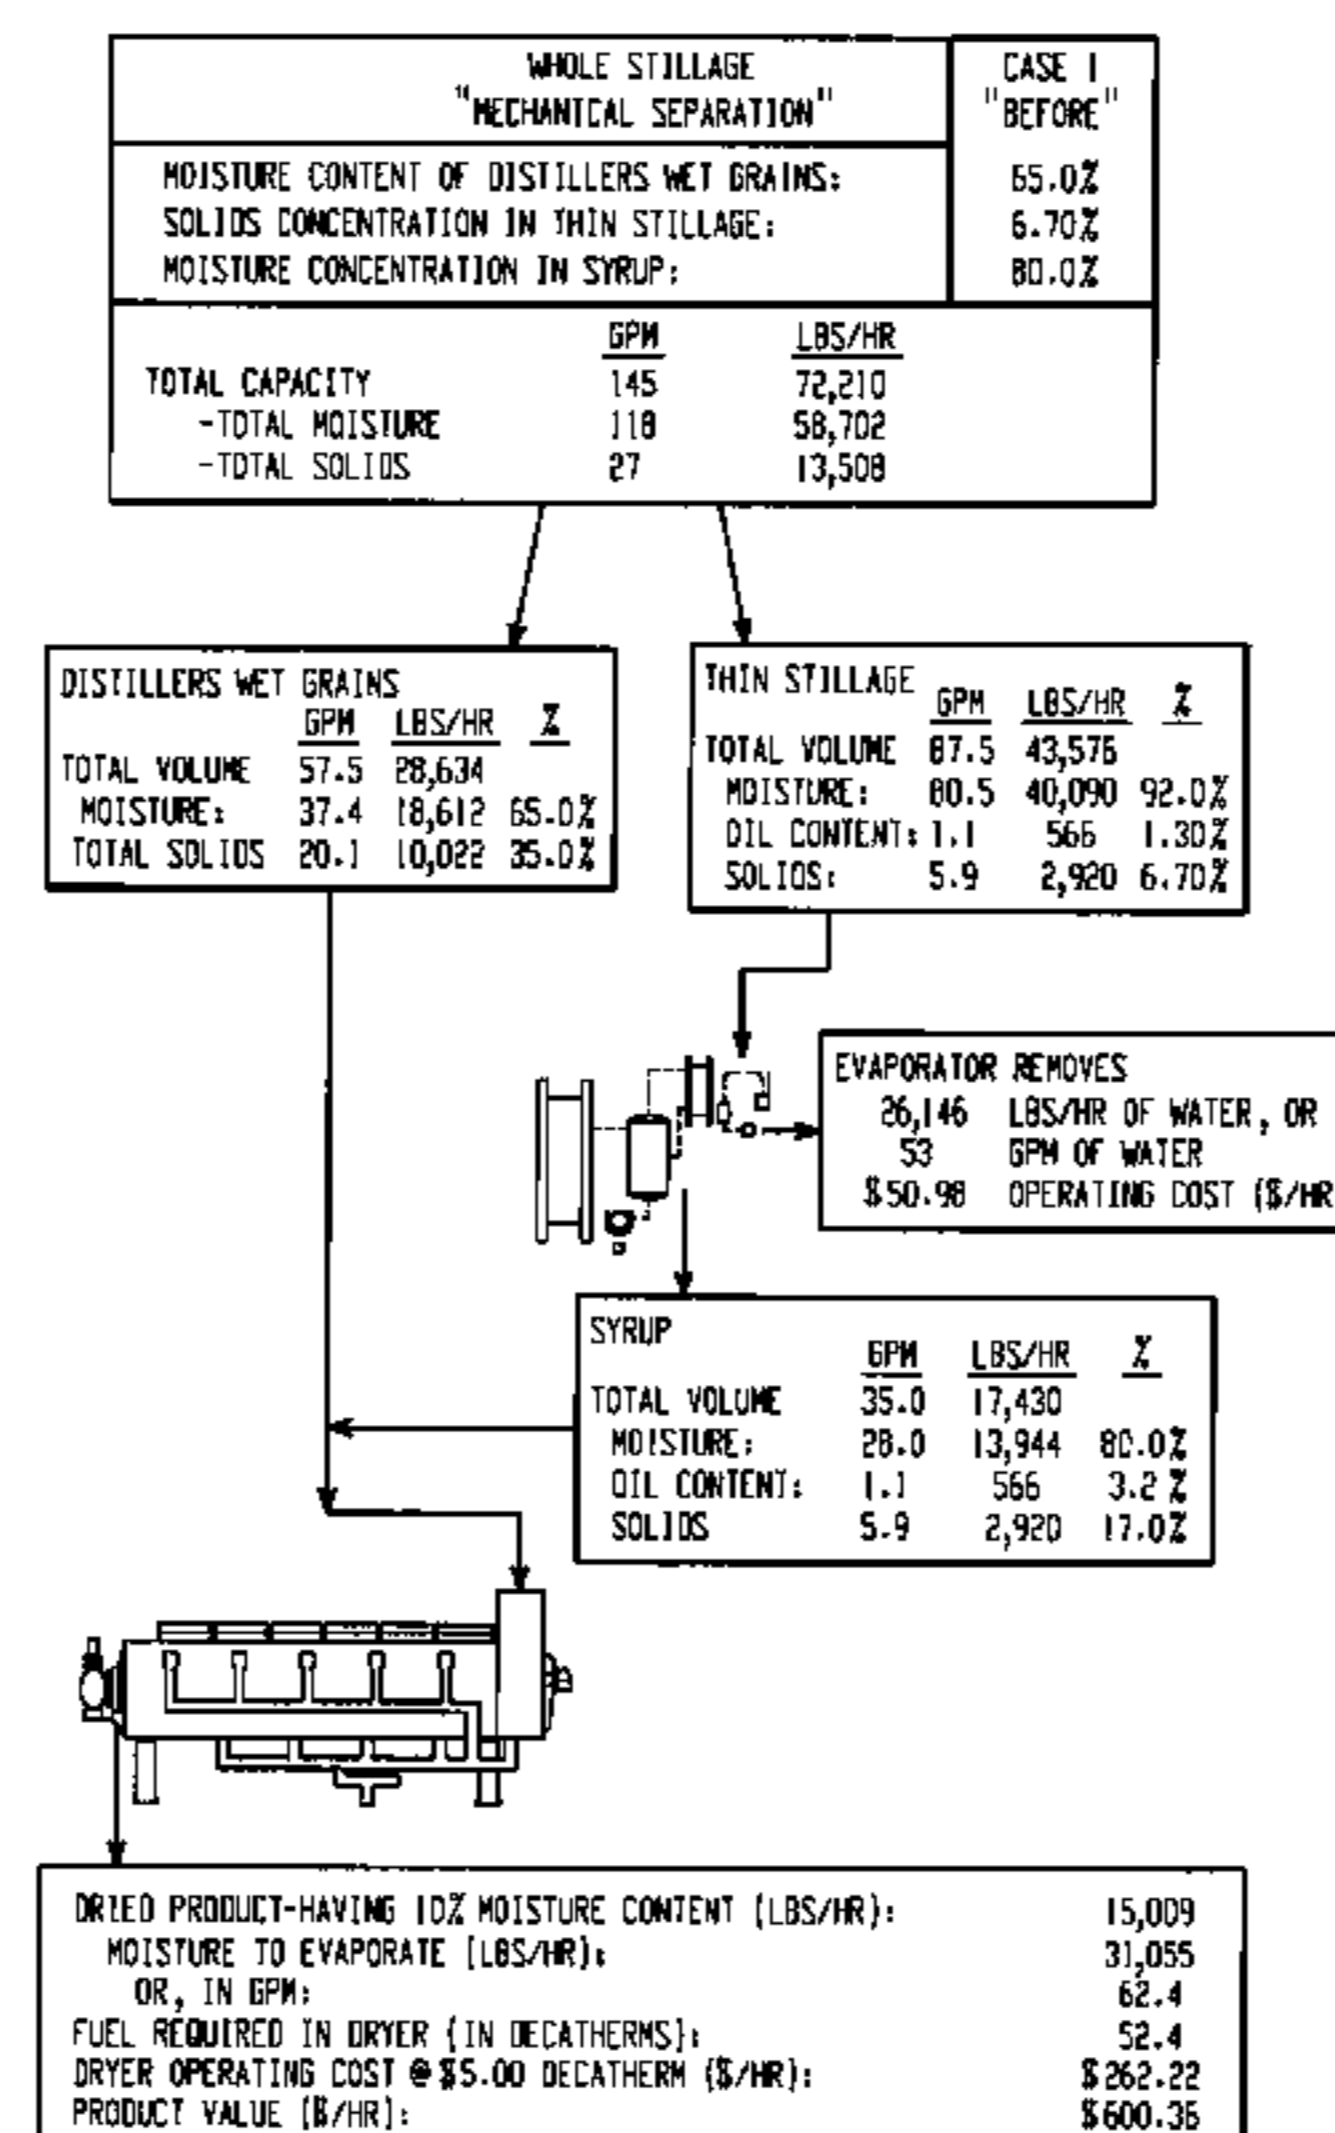 WHOLE STILLAGE
"MECHANICAL SEPARATION"
CASE 1
"BEFORE"
MOISTURE CONTENT OF DISTILLERS WET GRAINS: 65.0%
SOLIDS CONCENTRATION IN THIN STILLAGE: 6.70%
MOISTURE CONCENTRATION IN SYRUP: 80.0%
GPM LBS/HR
TOTAL CAPACITY 145 72,210
-TOTAL MOISTURE 118 58,702
-TOTAL SOLIDS 27 13,508
DISTILLERS WET GRAINS
GPM LBS/HR %
TOTAL VOLUME 57.5 28,634
MOISTURE: 37.4 18,612 65.0%
TOTAL SOLIDS 20.1 10,022 35.0%
THIN STILLAGE
GPM LBS/HR %
TOTAL VOLUME 87.5 43,576
MOISTURE: 80.5 40,090 92.0%
OIL CONTENT: 1.1 566 1.30%
SOLIDS: 5.9 2,920 6.70%
EVAPORATOR REMOVES
26,146 LBS/HR OF WATER, OR
53 GPM OF WATER
$50.98 OPERATING COST ($/HR
SYRUP
GPM LBS/HR %
TOTAL VOLUME 35.0 17,430
MOISTURE: 28.0 13,944 80.0%
OIL CONTENT: 1.1 566 3.2%
SOLIDS 5.9 2,920 17.0%
DRIED PRODUCT-HAVING 10% MOISTURE CONTENT (LBS/HR): 15,009
MOISTURE TO EVAPORATE (LBS/HR): 31,055
OR, IN GPM: 62.4
FUEL REQUIRED IN DRYER (IN DECATHERMS): 52.4
DRYER OPERATING COST @ $5.00 DECATHERM ($/HR): $262.22
PRODUCT VALUE ($/HR): $600.36